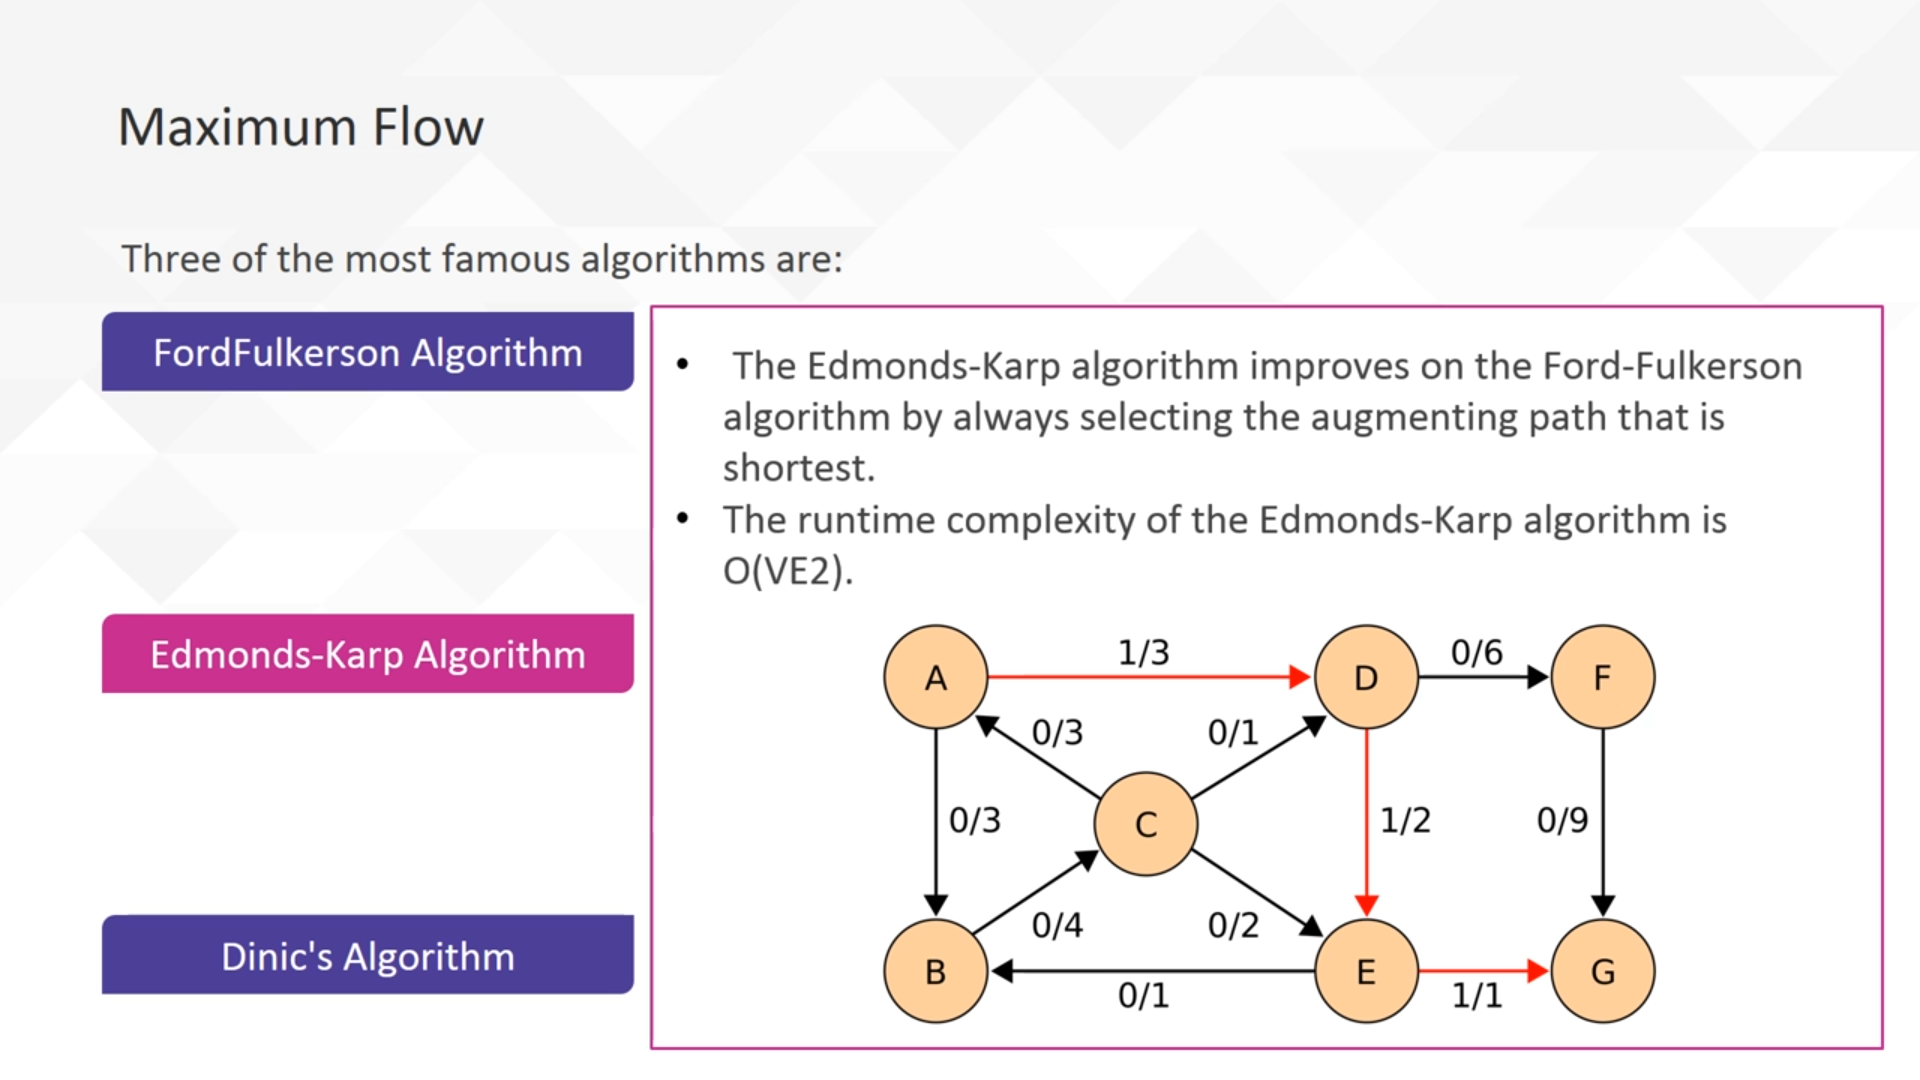 Maximum Flow
Three of the most famous algorithms are:
FordFulkerson Algorithm
• The Edmonds-Karp algorithm improves on the Ford-Fulkerson
algorithm by always selecting the augmenting path that is
shortest.
• The runtime complexity of the Edmonds-Karp algorithm is
O(VE2).
Edmonds-Karp Algorithm
Dinic's Algorithm
1/3
0/6
A
D
F
0/3
0/1
0/3
C
1/2
0/9
0/4
0/2
B
E
G
0/1
1/1